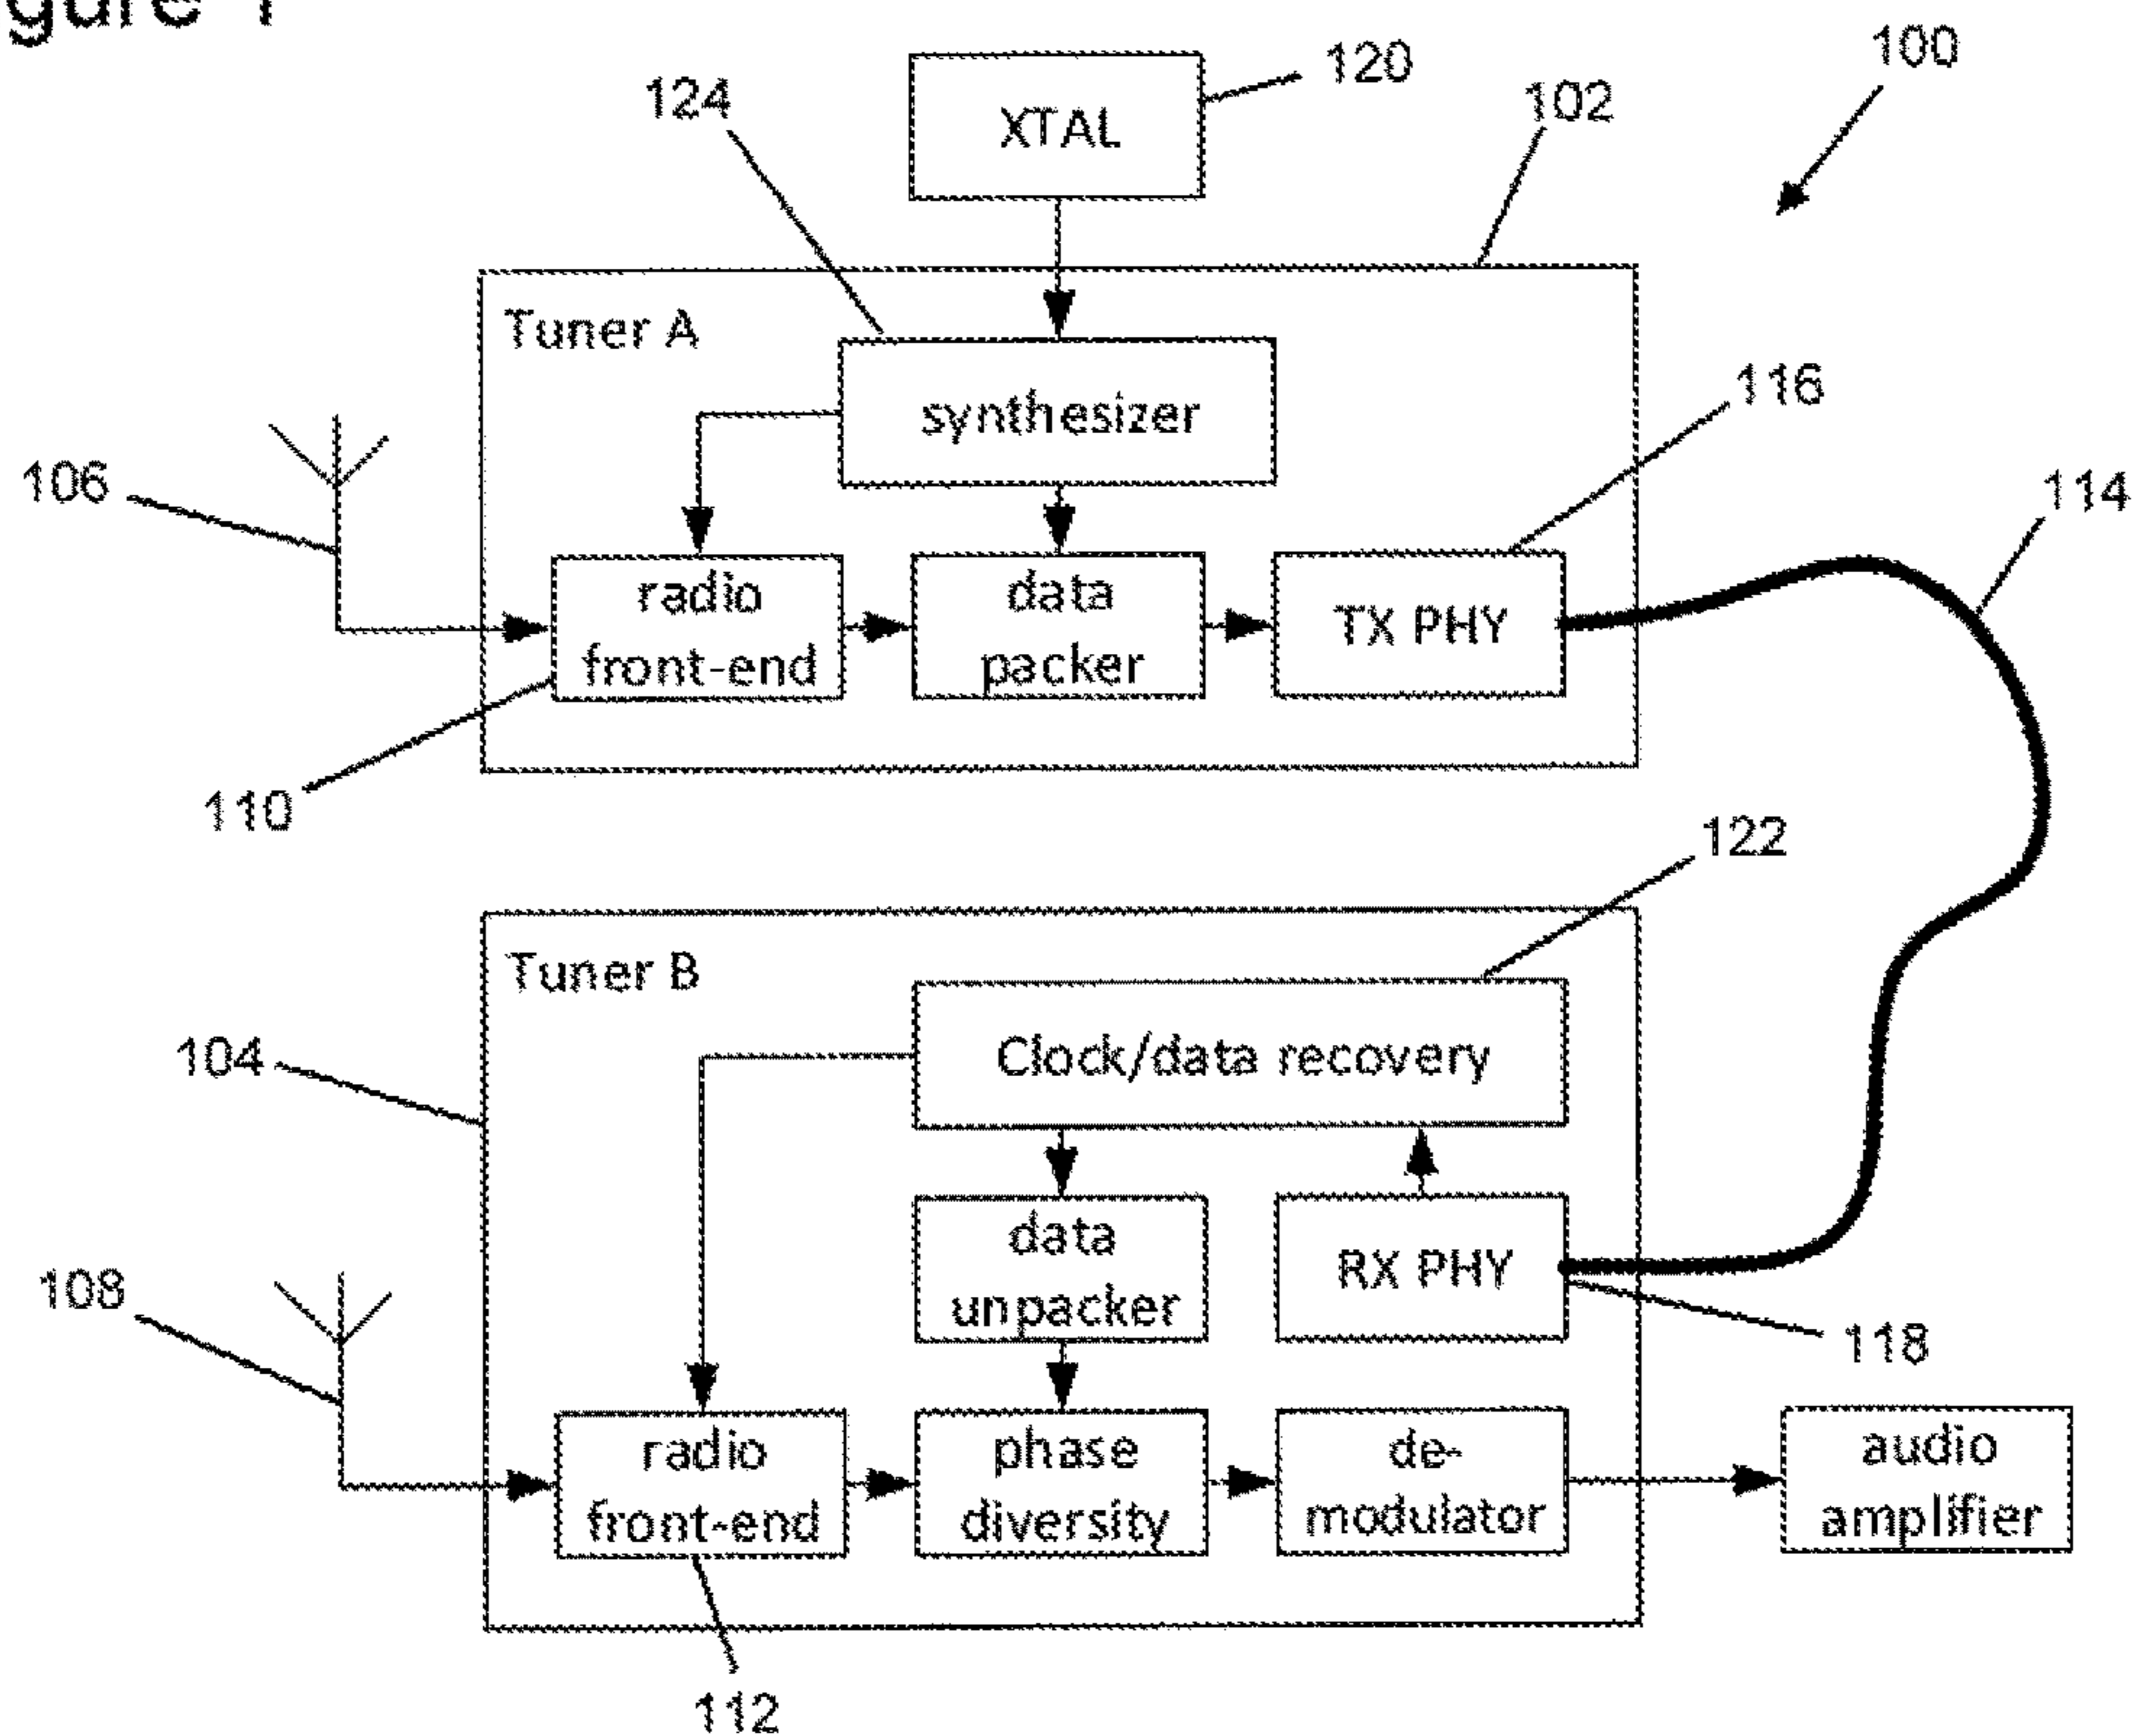 gure 1
120
100
124
XTAL
102
Tuner A
synthesizer
116
106
114
radio
front-end
data
packer
TX PHY
110
122
Tuner B
Clock/data recovery
104
data
unpacker
RX PHY
108
118
radio
front-end
phase
diversity
de-
modulator
audio
amplifier
112